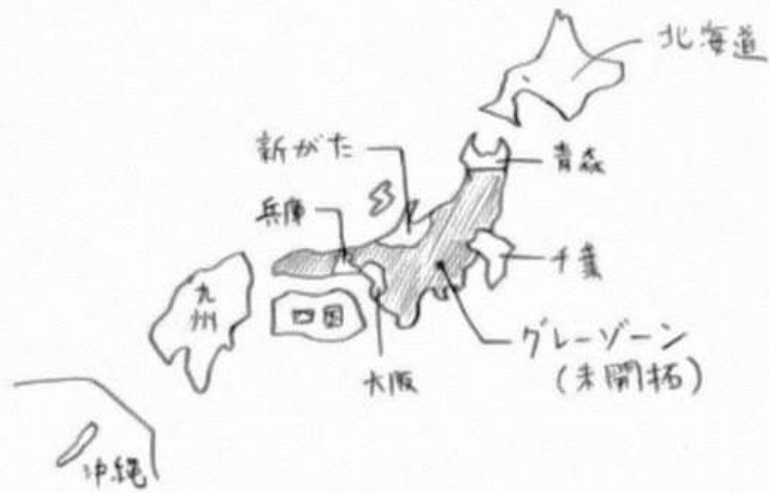 北海道
新がた
青森
兵庫
千葉
九州
四国
グレーゾーン
(未開拓)
大阪
沖縄